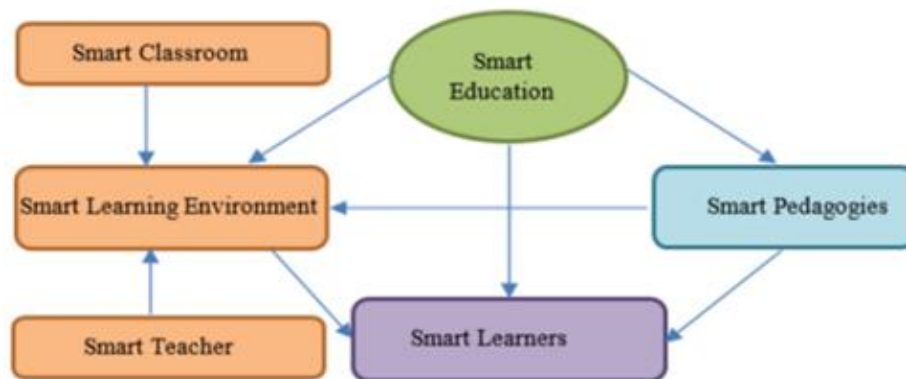 Smart Classroom
Smart
Education
Smart Learning Environment
Smart Pedagogies
Smart Teacher
Smart Learners